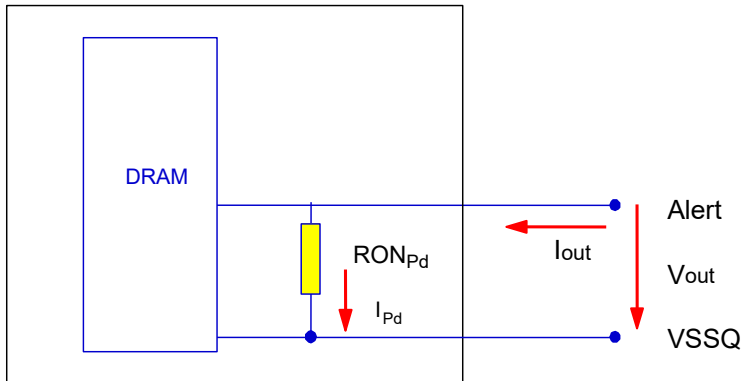 DRAM
Alert
Iout
RONPd
Vout
IPd
VSSQ